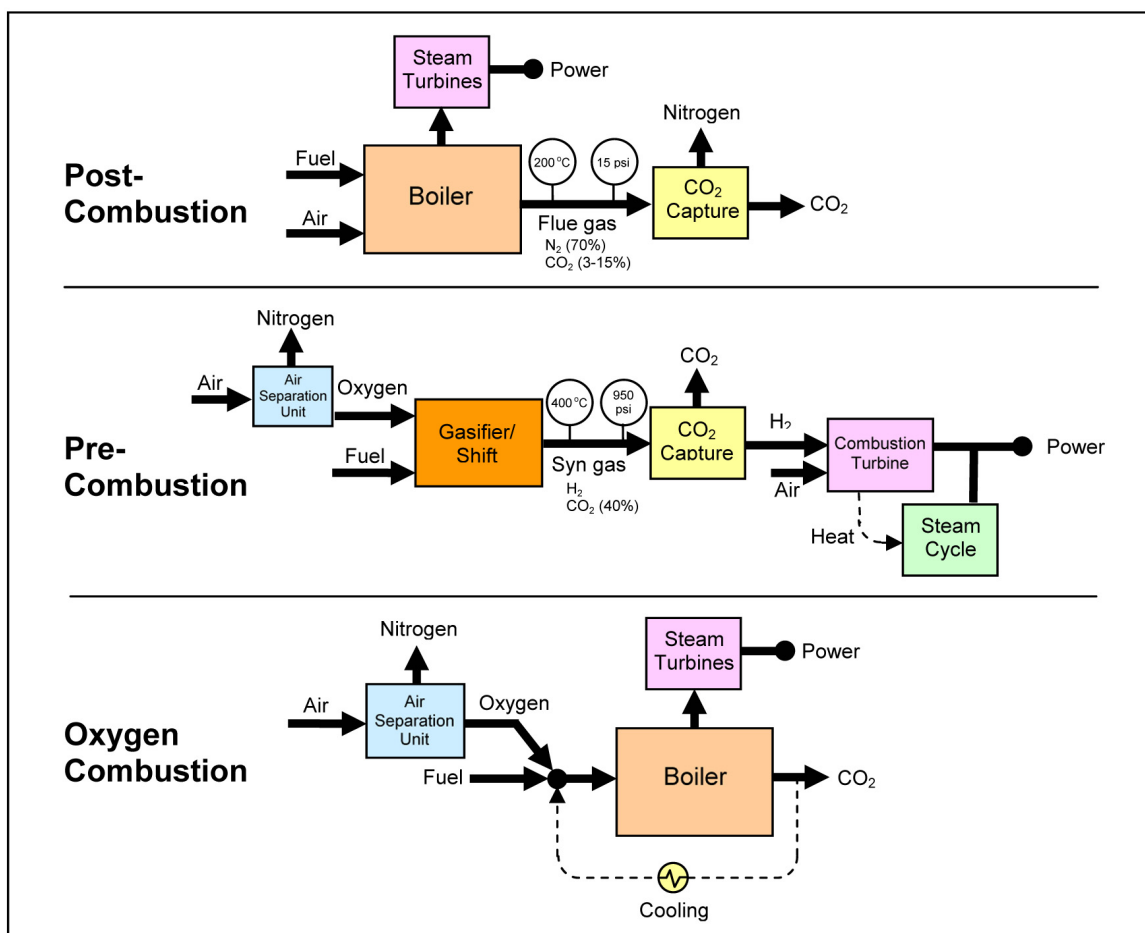 Steam
Turbines
Power
Nitrogen
Fuel
200 °C
15 psi
Post-
Combustion
Boiler
CO₂
Capture
CO₂
Air
Flue gas
N₂ (70%)
CO₂ (3-15%)
Nitrogen
CO₂
Air
Air
Separation
Unit
Oxygen
400 °C
950
psi
H₂
Pre-
Combustion
Gasifier/
Shift
CO₂
Capture
Combustion
Turbine
Power
Fuel
Syn gas
H₂
CO₂ (40%)
Air
Heat
Steam
Cycle
Nitrogen
Steam
Turbines
Power
Air
Air
Separation
Unit
Oxygen
Oxygen
Combustion
Fuel
Boiler
CO₂
Cooling